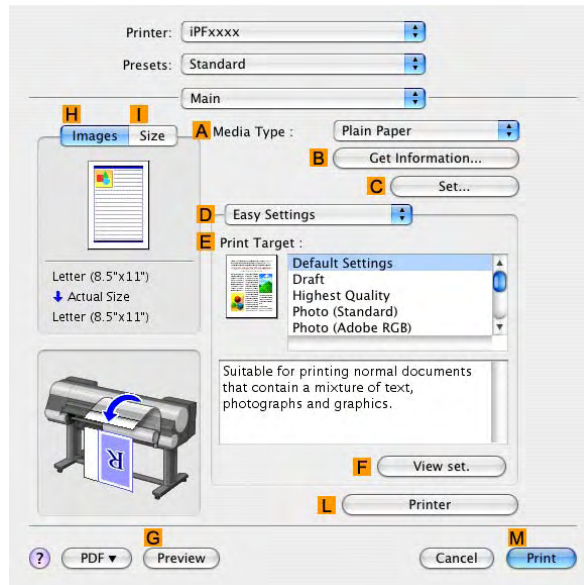 Printer: iPFxxxx
Presets: Standard
Main
H I
Images Size
A Media Type : Plain Paper
B Get Information...
C Set...
D Easy Settings
E Print Target :
Default Settings
Draft
Highest Quality
Photo (Standard)
Photo (Adobe RGB)
Letter (8.5"x11")
Actual Size
Letter (8.5"x11")
Suitable for printing normal documents
that contain a mixture of text,
photographs and graphics.
R
F View set.
L Printer
G M
? PDF Preview Cancel Print